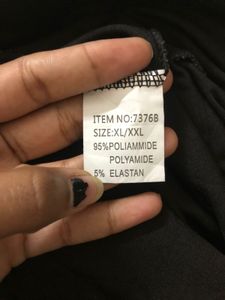 ITEM NO:7376B
SIZE:XL/XXL
95%POLIAMMIDE
POLYAMIDE
5% ELASTAN